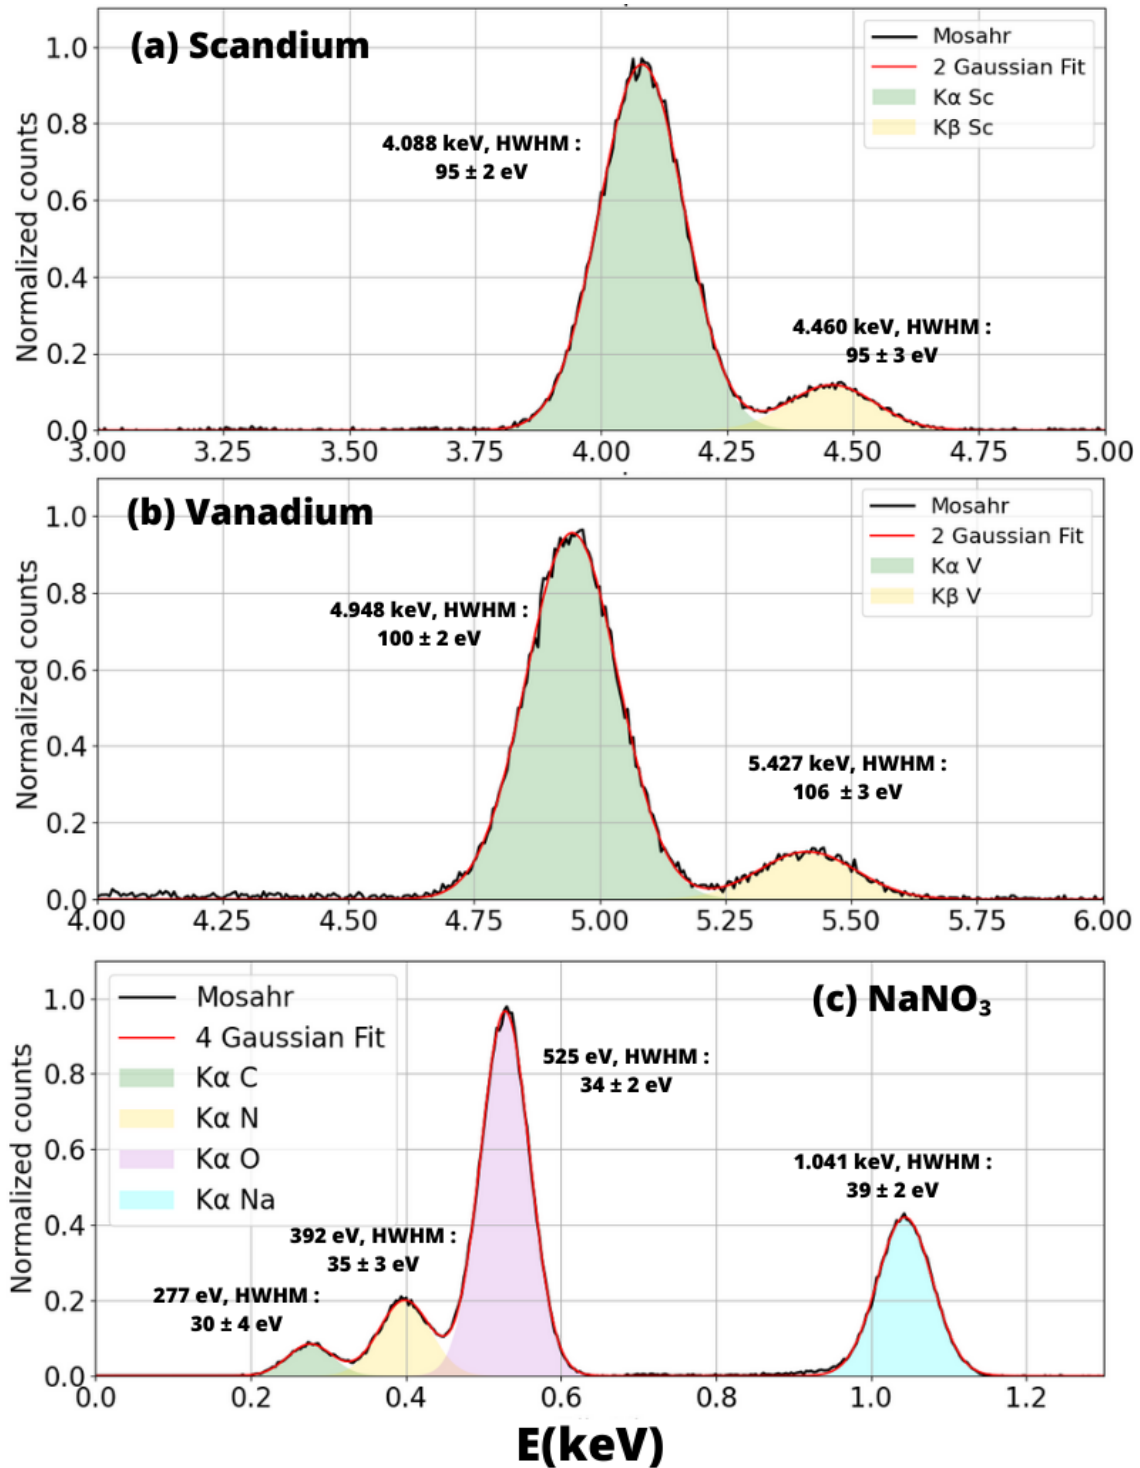 (a) Scandium
Mosahr
2 Gaussian Fit
Kα Sc
Kβ Sc
4.088 keV, HWHM :
95 ± 2 eV
4.460 keV, HWHM :
95 ± 3 eV
Normalized counts
1.0
0.8
0.6
0.4
0.2
0.0
3.00 3.25 3.50 3.75 4.00 4.25 4.50 4.75 5.00
(b) Vanadium
Mosahr
2 Gaussian Fit
Kα V
Kβ V
4.948 keV, HWHM :
100 ± 2 eV
5.427 keV, HWHM :
106 ± 3 eV
Normalized counts
1.0
0.8
0.6
0.4
0.2
0.0
4.00 4.25 4.50 4.75 5.00 5.25 5.50 5.75 6.00
(c) NaNO₃
Mosahr
4 Gaussian Fit
Kα C
Kα N
Kα O
Kα Na
525 eV, HWHM :
34 ± 2 eV
1.041 keV, HWHM :
39 ± 2 eV
392 eV, HWHM :
35 ± 3 eV
277 eV, HWHM :
30 ± 4 eV
Normalized counts
1.0
0.8
0.6
0.4
0.2
0.0
0.0 0.2 0.4 0.6 0.8 1.0 1.2
E(keV)